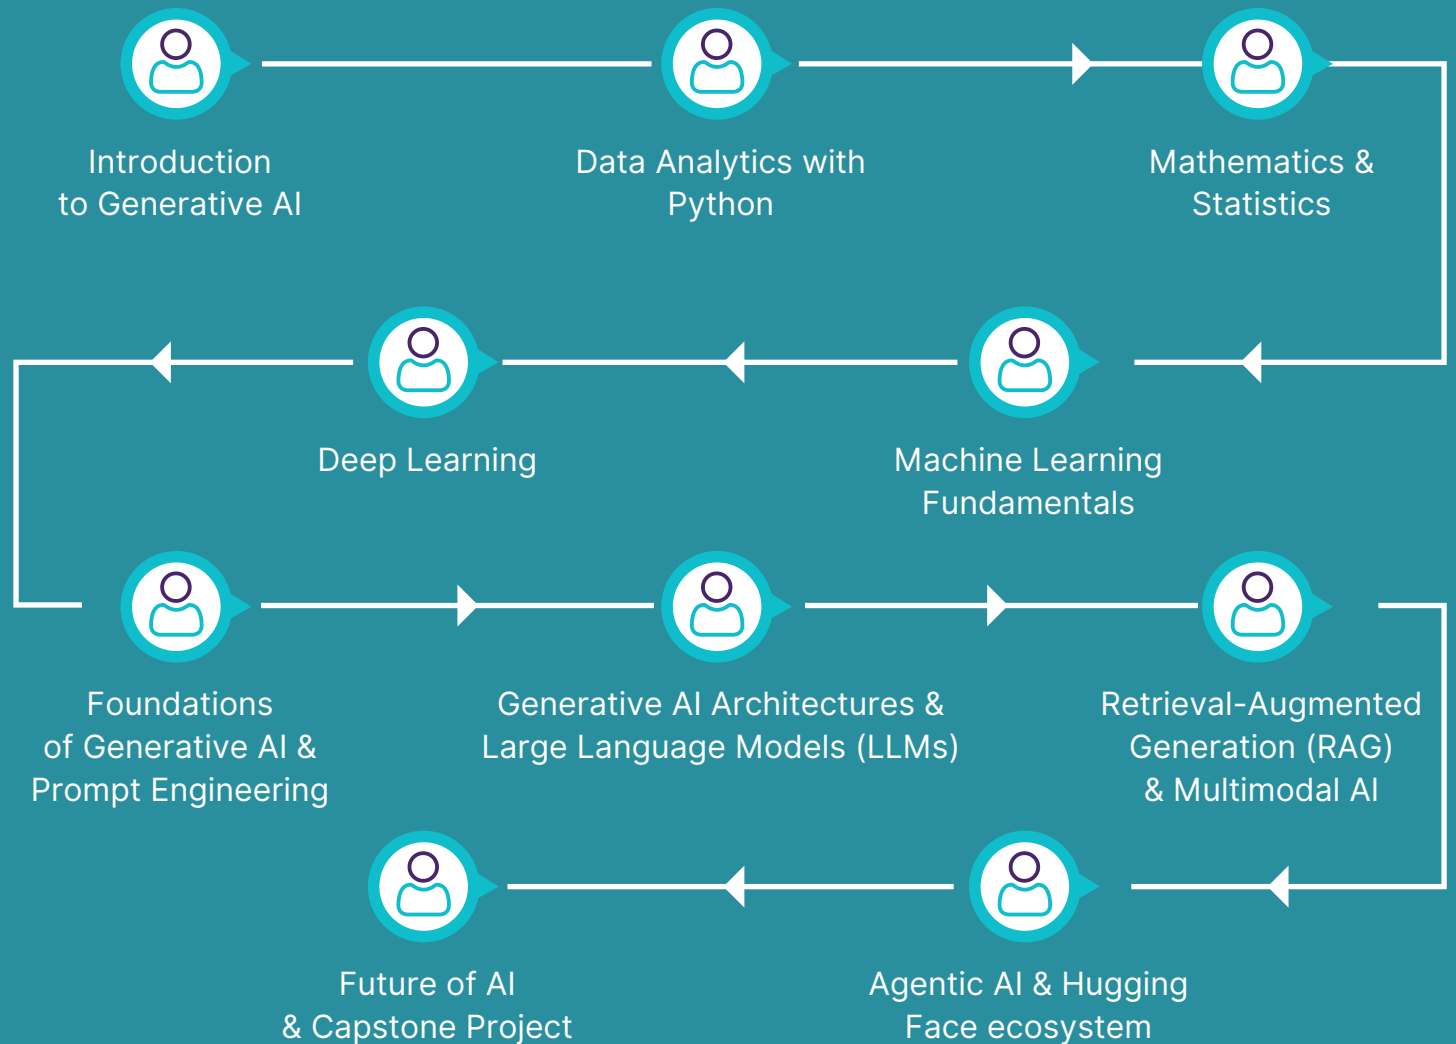 Introduction
to Generative AI
Data Analytics with
Python
Mathematics &
Statistics
Machine Learning
Fundamentals
Deep Learning
Foundations
of Generative AI &
Prompt Engineering
Generative AI Architectures &
Large Language Models (LLMs)
Retrieval-Augmented
Generation (RAG)
& Multimodal AI
Agentic AI & Hugging
Face ecosystem
Future of AI
& Capstone Project